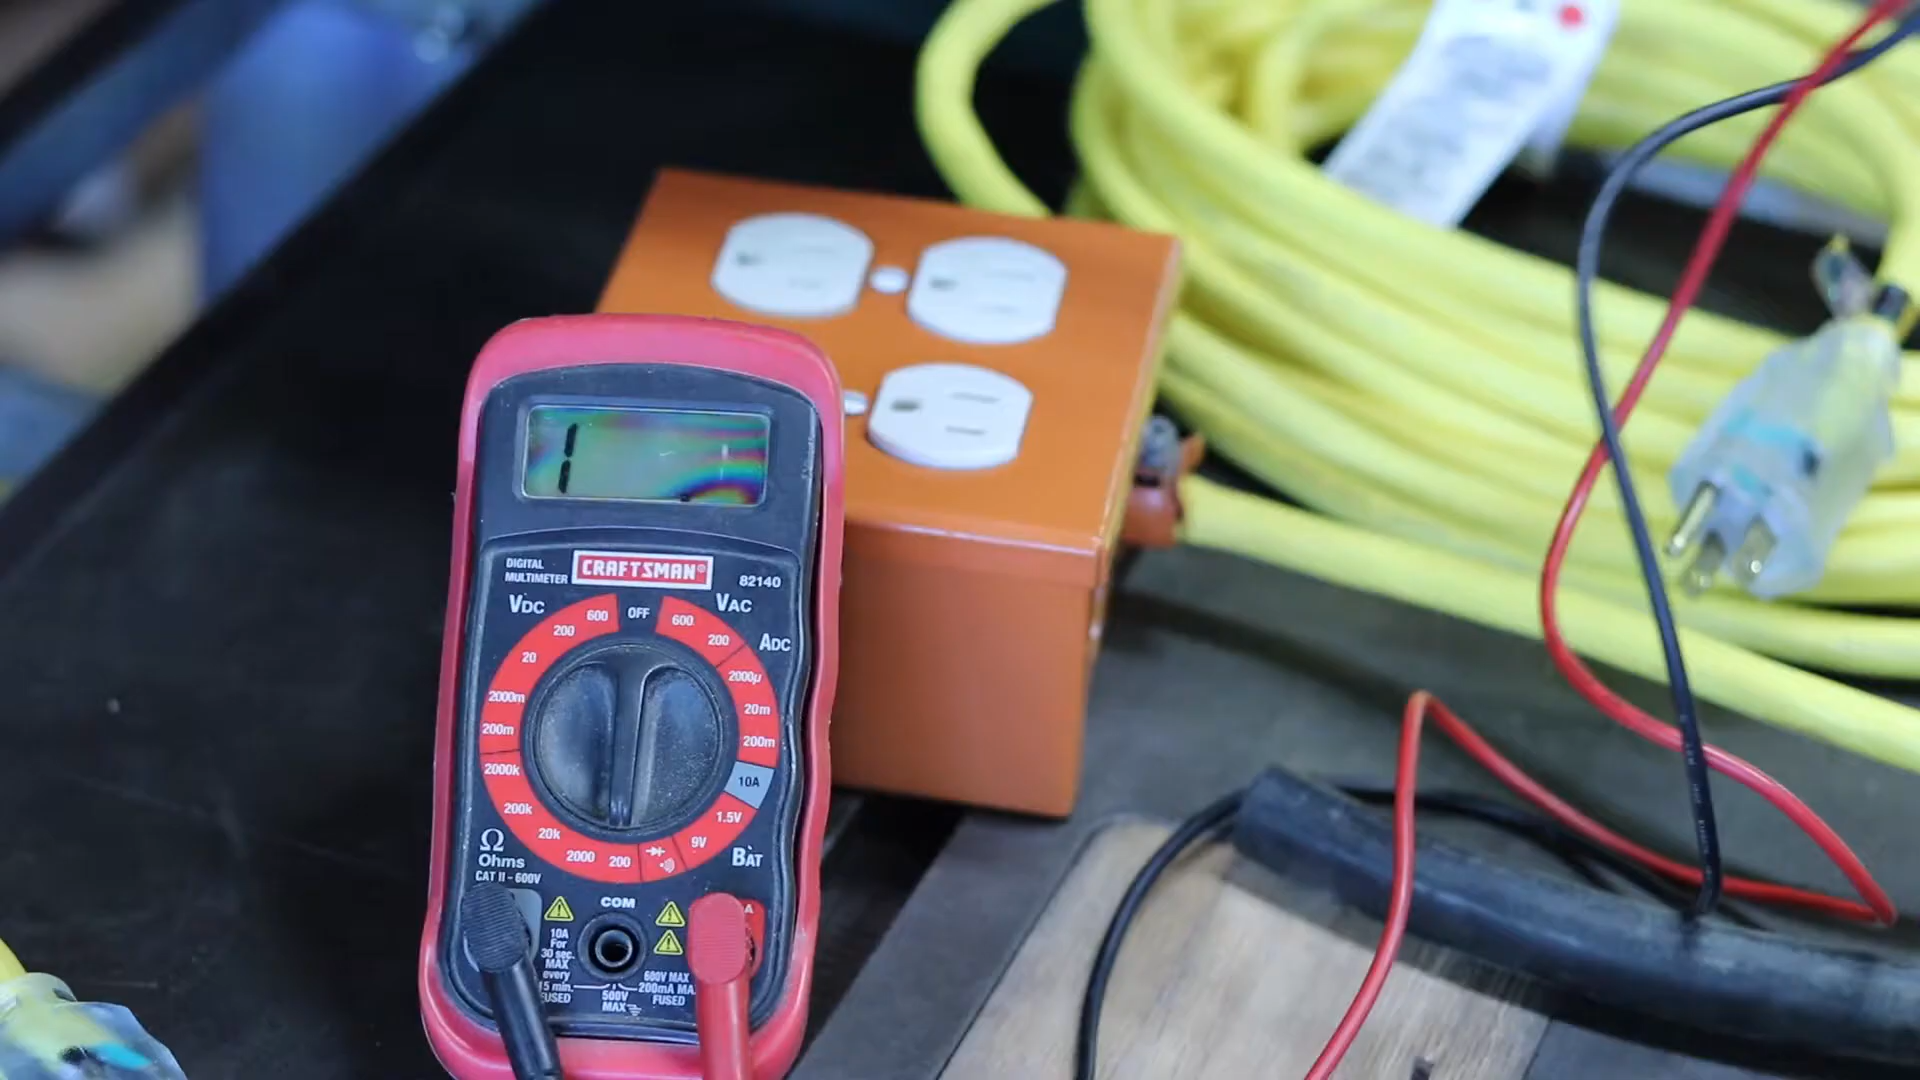 1
DIGITAL
MULTIMETER
CRAFTSMAN®
82140
VDC
OFF
VAC
600
200
20
2000m
200m
600
200
ADC
2000µ
20m
200m
10A
2000k
200k
20k
2000
200
1.5V
9V
BAT
Ω
Ohms
CAT II - 600V
COM
A
10A
For
30 sec.
MAX
every
15 min.
FUSED
500V
MAX
600V MAX
200mA MA
FUSED